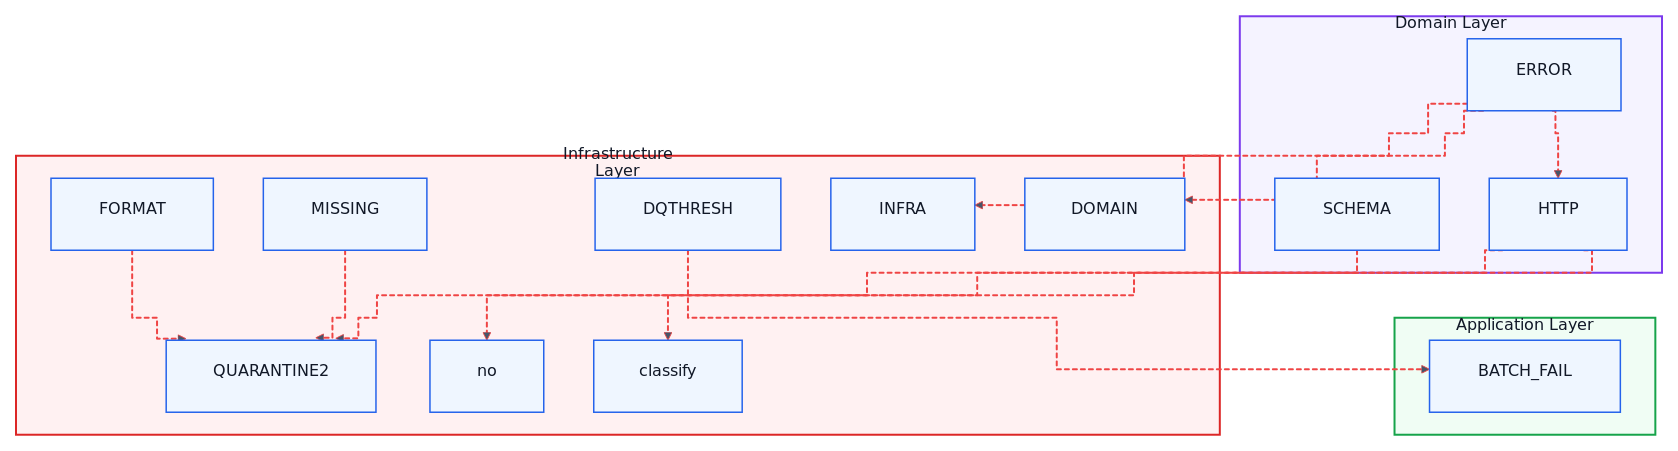 Domain Layer
ERROR
Infrastructure
Layer
FORMAT
MISSING
DQTHRESH
INFRA
DOMAIN
SCHEMA
HTTP
Application Layer
QUARANTINE2
no
classify
BATCH_FAIL